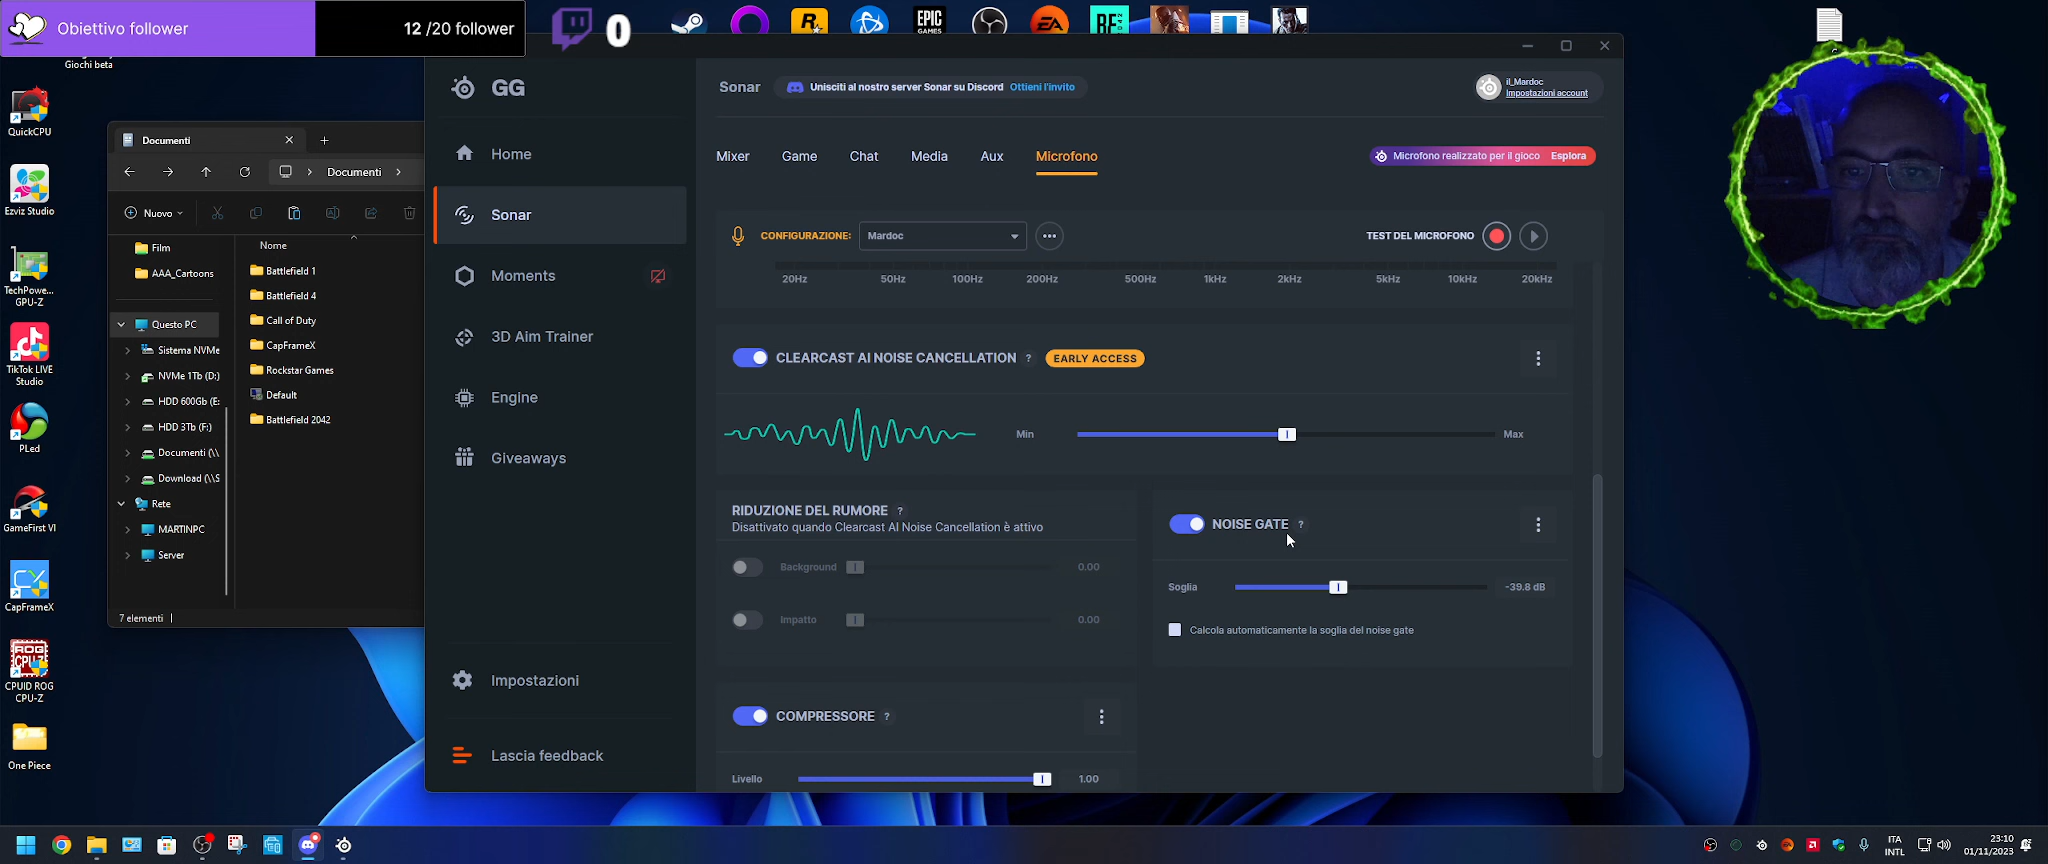 Obiettivo follower
12 /20 follower
0
EPIC
GAMES
EA
Giochi beta
QuickCPU
Ezviz Studio
TechPowe...
GPU-Z
TikTok LIVE
Studio
PLed
GameFirst VI
CapFrameX
CPUID ROG
CPU-Z
One Piece
Documenti
Documenti
Nuovo
Film
AAA_Cartoons
Questo PC
Sistema NVMe
NVMe 1Tb (D:)
HDD 600Gb (E:
HDD 3Tb (F:)
Documenti (\\
Download (\\S
Rete
MARTINPC
Server
Nome
Battlefield 1
Battlefield 4
Call of Duty
CapFrameX
Rockstar Games
Default
Battlefield 2042
7 elementi
GG
Home
Sonar
Moments
3D Aim Trainer
Engine
Giveaways
Impostazioni
Lascia feedback
Sonar
Unisciti al nostro server Sonar su Discord Ottieni l'invito
il_Mardoc
Impostazioni account
Mixer
Game
Chat
Media
Aux
Microfono
Microfono realizzato per il gioco Esplora
CONFIGURAZIONE:
Mardoc
TEST DEL MICROFONO
20Hz
50Hz
100Hz
200Hz
500Hz
1kHz
2kHz
5kHz
10kHz
20kHz
CLEARCAST AI NOISE CANCELLATION ?
EARLY ACCESS
Min
Max
RIDUZIONE DEL RUMORE ?
Disattivato quando Clearcast AI Noise Cancellation è attivo
Background
0.00
Impatto
0.00
NOISE GATE ?
Soglia
-39.8 dB
Calcola automaticamente la soglia del noise gate
COMPRESSORE ?
Livello
1.00
ITA
INTL
23:10
01/11/2023